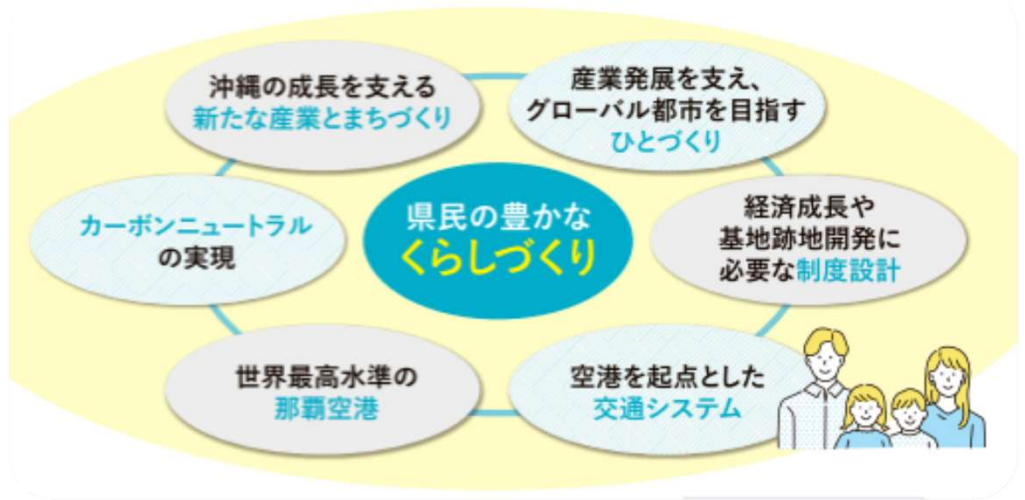 沖縄の成長を支える
新たな産業とまちづくり
産業発展を支え、
グローバル都市を目指す
ひとづくり
カーボンニュートラル
の実現
県民の豊かな
くらしづくり
経済成長や
基地跡地開発に
必要な制度設計
世界最高水準の
那覇空港
空港を起点とした
交通システム